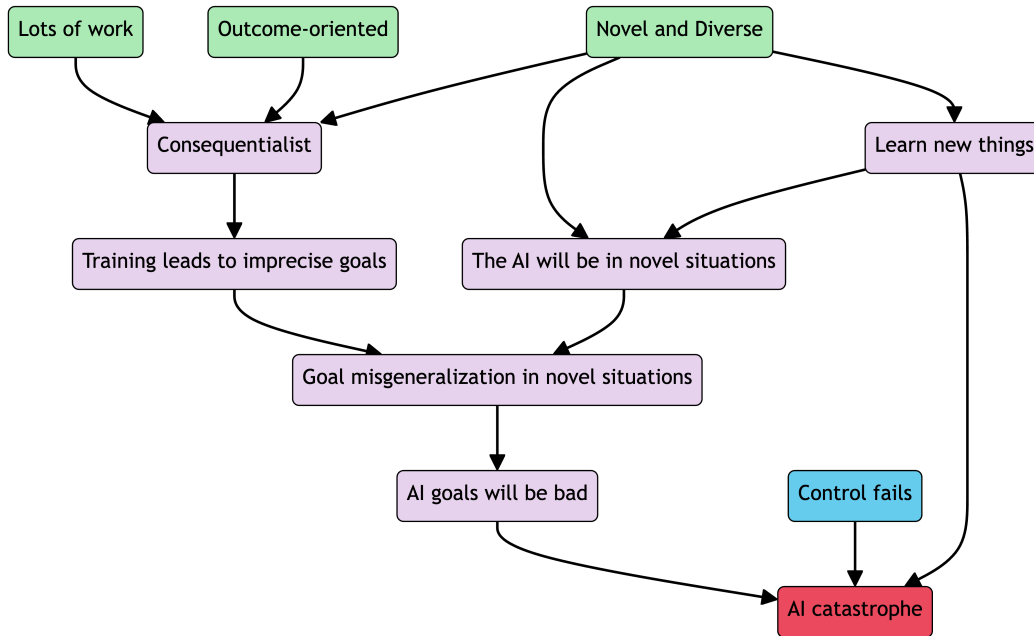 Lots of work
Outcome-oriented
Novel and Diverse
Consequentialist
Learn new things
Training leads to imprecise goals
The AI will be in novel situations
Goal misgeneralization in novel situations
AI goals will be bad
Control fails
AI catastrophe